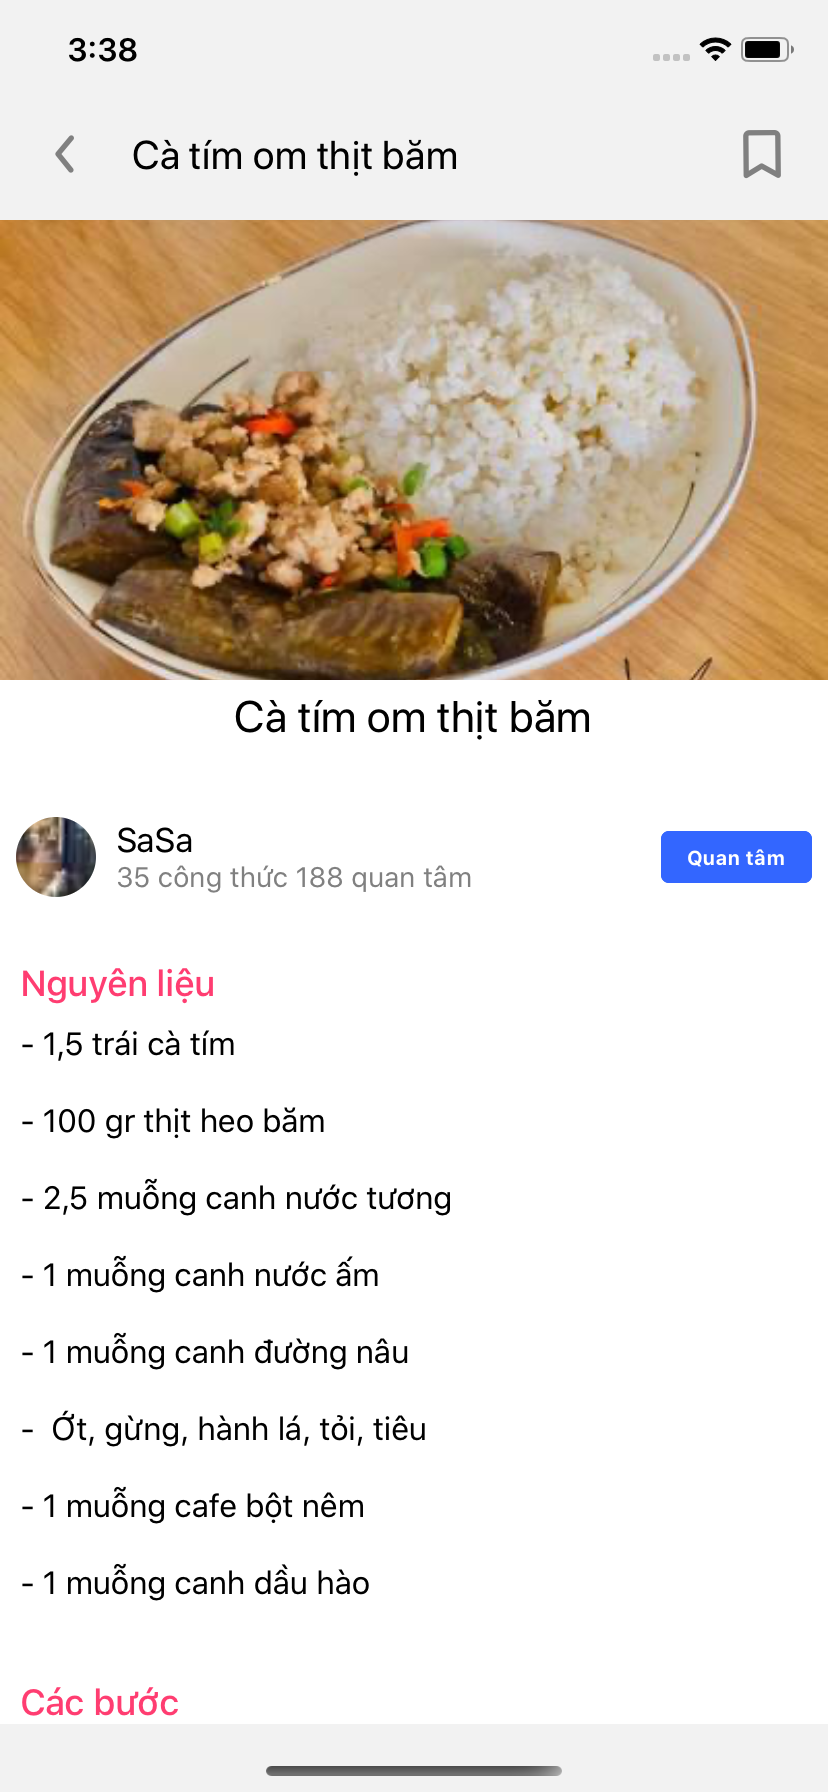 3:38
Cà tím om thịt băm
Cà tím om thịt băm
SaSa
35 công thức 188 quan tâm
Quan tâm
Nguyên liệu
- 1,5 trái cà tím
- 100 gr thịt heo băm
- 2,5 muỗng canh nước tương
- 1 muỗng canh nước ấm
- 1 muỗng canh đường nâu
-  Ớt, gừng, hành lá, tỏi, tiêu
- 1 muỗng cafe bột nêm
- 1 muỗng canh dầu hào
Các bước